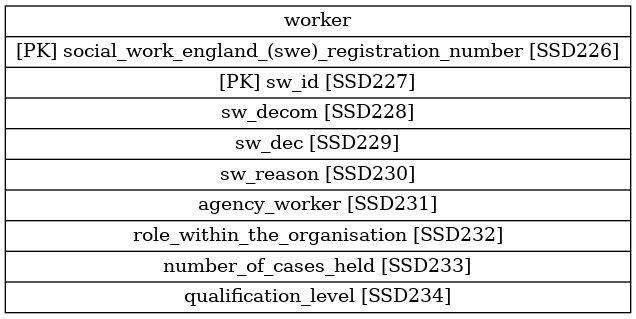 worker
[PK] social_work_england_(swe)_registration_number [SSD226]
[PK] sw_id [SSD227]
sw_decom [SSD228]
sw_dec [SSD229]
sw_reason [SSD230]
agency_worker [SSD231]
role_within_the_organisation [SSD232]
number_of_cases_held [SSD233]
qualification_level [SSD234]